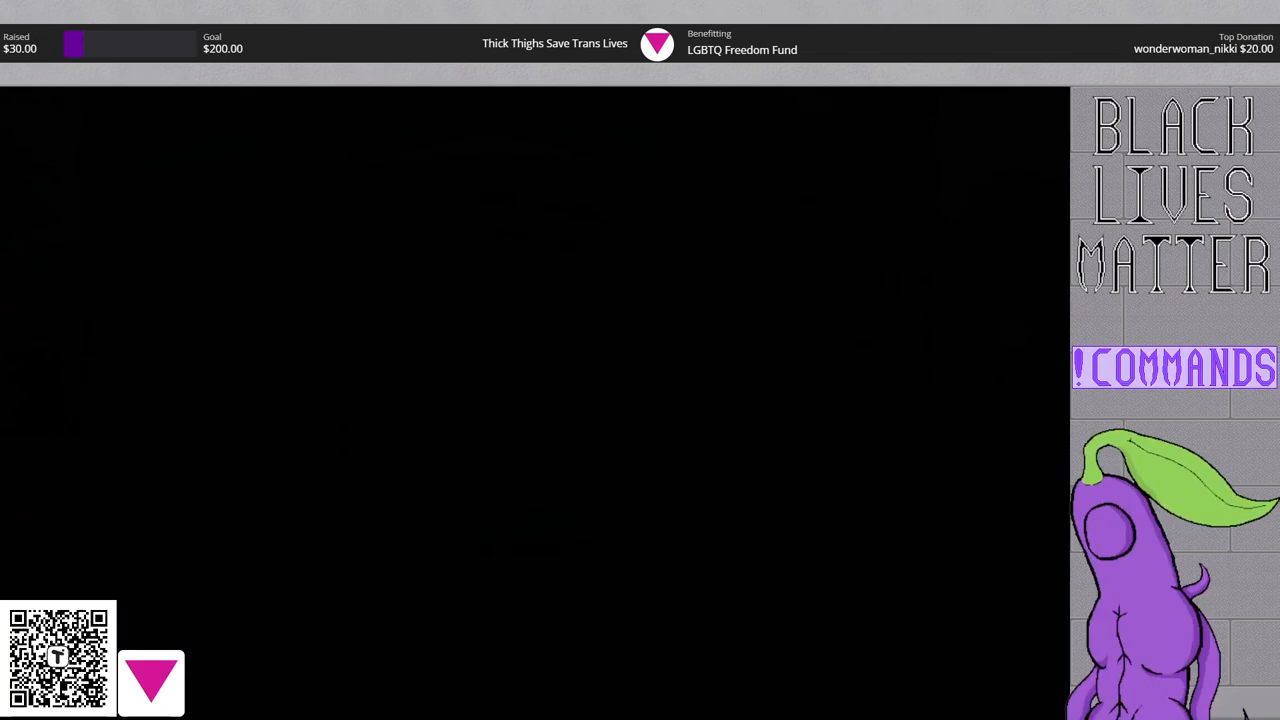 Raised
$30.00
Goal
$200.00
Thick Thighs Save Trans Lives
Benefitting
LGBTQ Freedom Fund
Top Donation
wonderwoman_nikki $20.00
BLACK
LIVES
MATTER
!COMMANDS
T